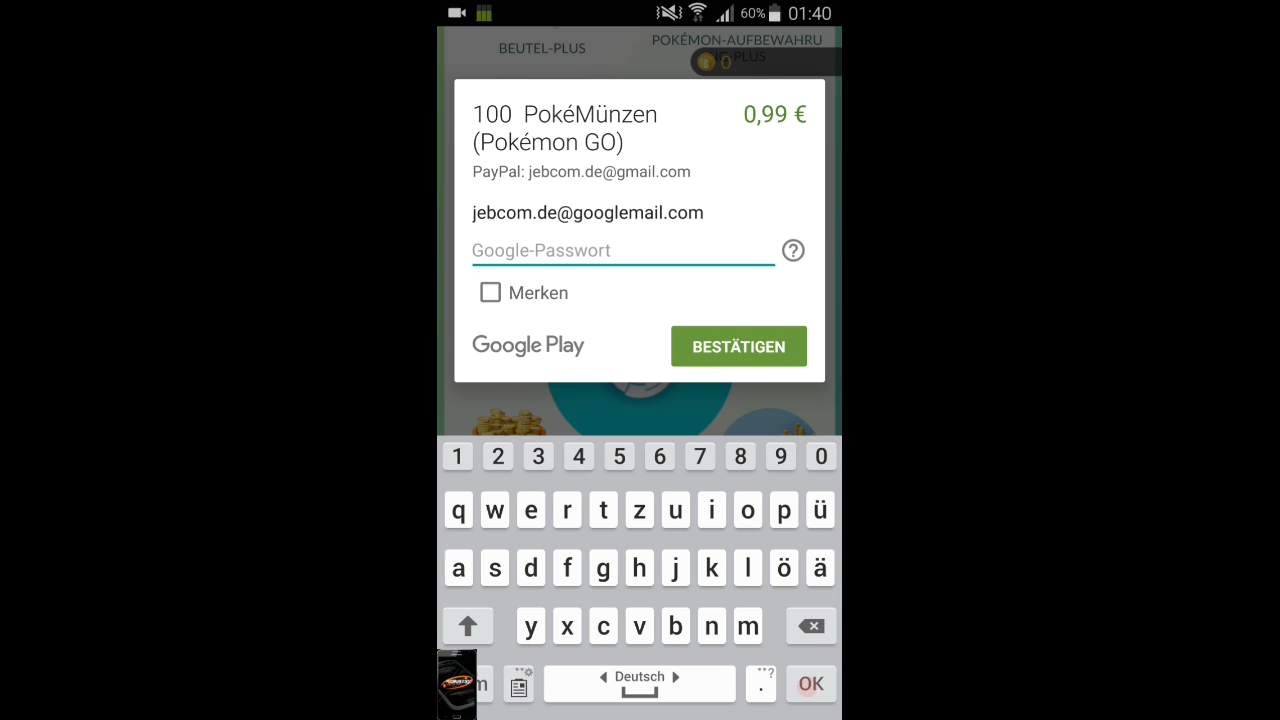 60% 01:40
BEUTEL-PLUS
POKÉMON-AUFBEWAHRU
NG-PLUS
0
100 PokéMünzen
(Pokémon GO)
0,99 €
PayPal: jebcom.de@gmail.com
jebcom.de@googlemail.com
Google-Passwort
?
Merken
Google Play
BESTÄTIGEN
1 2 3 4 5 6 7 8 9 0
q w e r t z u i o p ü
a s d f g h j k l ö ä
y x c v b n m
m Deutsch . OK